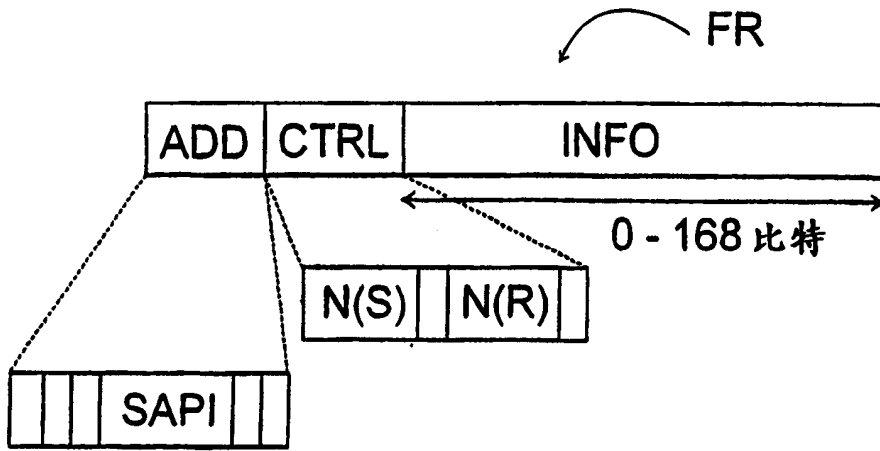 FR
ADD CTRL INFO
0 - 168 比特
N(S) N(R)
SAPI